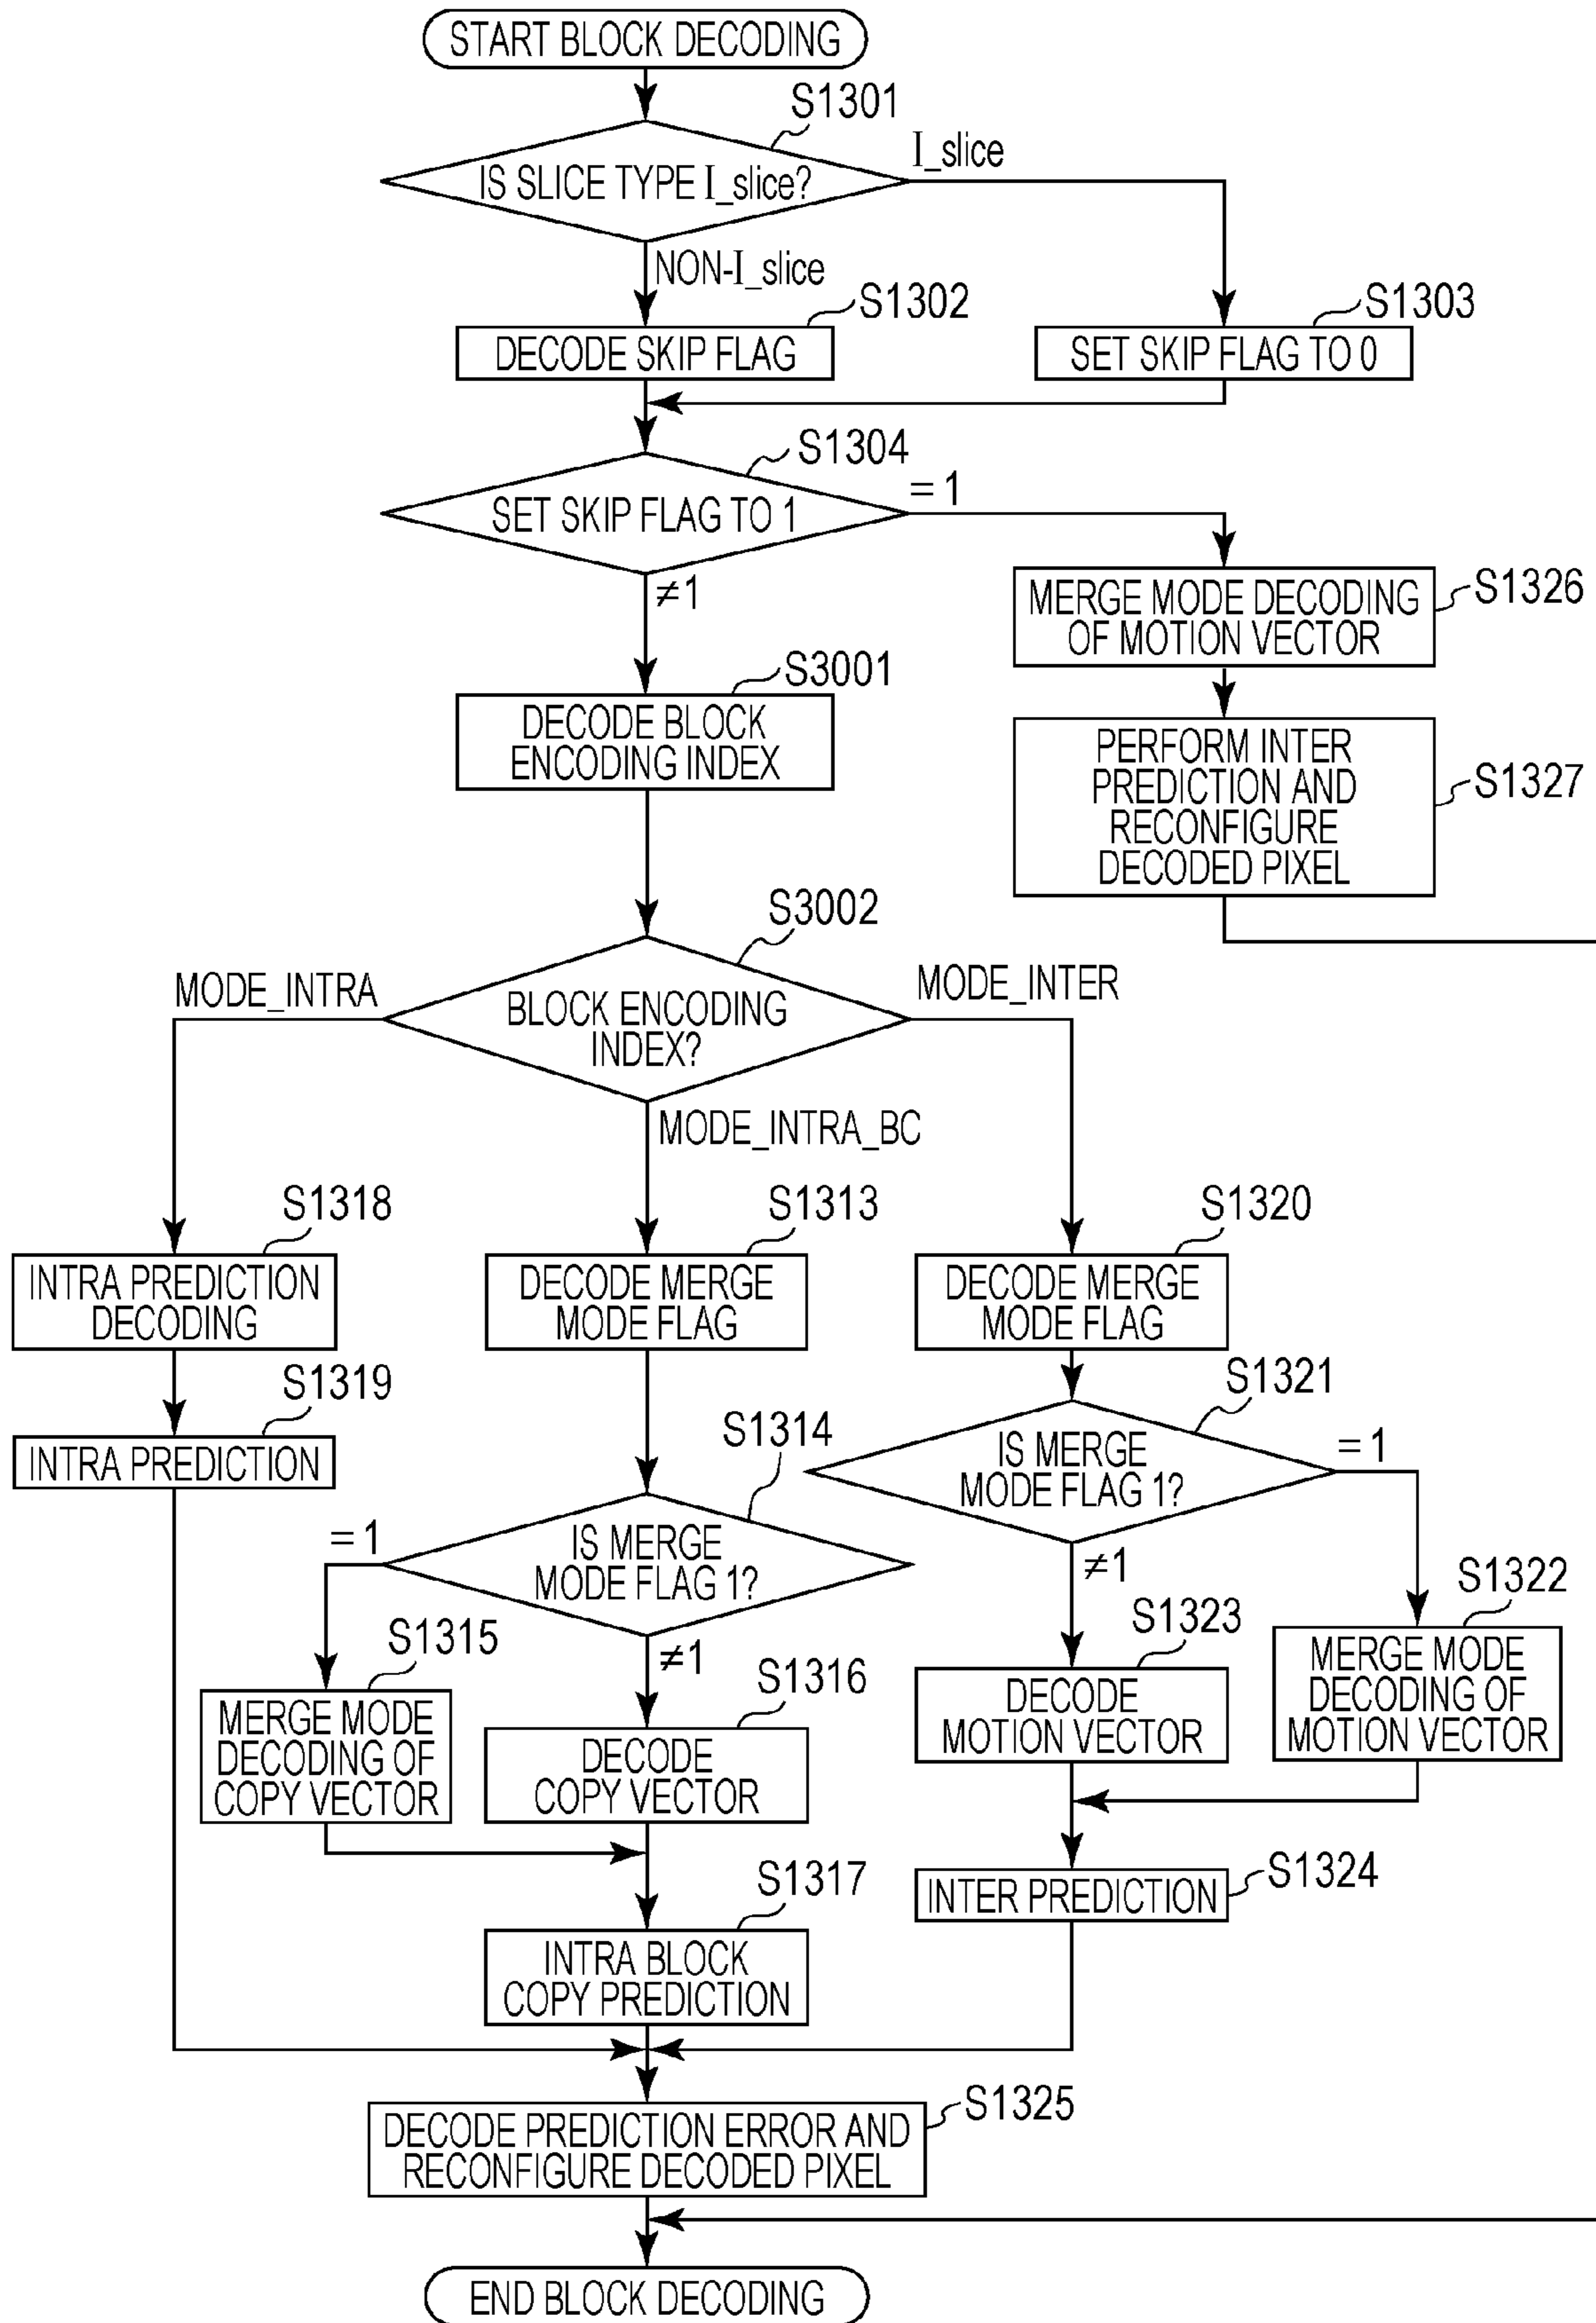 START BLOCK DECODING
S1301
IS SLICE TYPE I_slice?
I_slice
NON-I_slice
S1302
DECODE SKIP FLAG
S1303
SET SKIP FLAG TO 0
S1304
SET SKIP FLAG TO 1
= 1
≠1
S1326
MERGE MODE DECODING
OF MOTION VECTOR
S3001
DECODE BLOCK
ENCODING INDEX
S1327
PERFORM INTER
PREDICTION AND
RECONFIGURE
DECODED PIXEL
S3002
BLOCK ENCODING
INDEX?
MODE_INTRA
MODE_INTER
MODE_INTRA_BC
S1318
INTRA PREDICTION
DECODING
S1313
DECODE MERGE
MODE FLAG
S1320
DECODE MERGE
MODE FLAG
S1319
INTRA PREDICTION
S1314
IS MERGE
MODE FLAG 1?
= 1
≠1
S1321
IS MERGE
MODE FLAG 1?
= 1
≠1
S1315
MERGE MODE
DECODING OF
COPY VECTOR
S1316
DECODE
COPY VECTOR
S1323
DECODE
MOTION VECTOR
S1322
MERGE MODE
DECODING OF
MOTION VECTOR
S1317
INTRA BLOCK
COPY PREDICTION
S1324
INTER PREDICTION
S1325
DECODE PREDICTION ERROR AND
RECONFIGURE DECODED PIXEL
END BLOCK DECODING